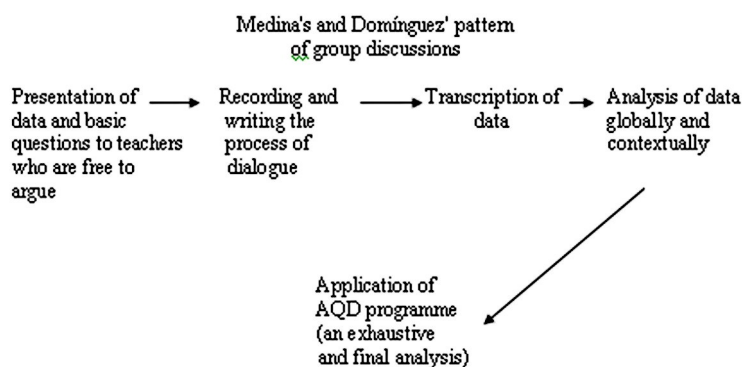 Medina's and Domínguez' pattern
of group discussions
Presentation of
data and basic
questions to teachers
who are free to
argue
Recording and
writing the
process of
dialogue
Transcription of
data
Analysis of data
globally and
contextually
Application of
AQD programme
(an exhaustive
and final analysis)